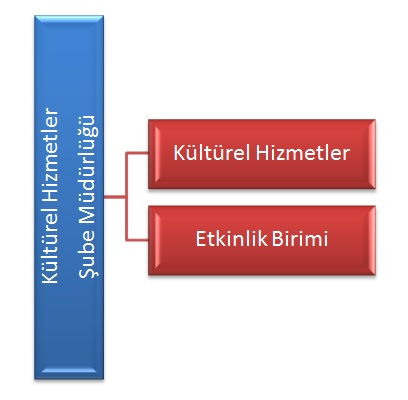 Kültürel Hizmetler
Şube Müdürlüğü
Kültürel Hizmetler
Etkinlik Birimi